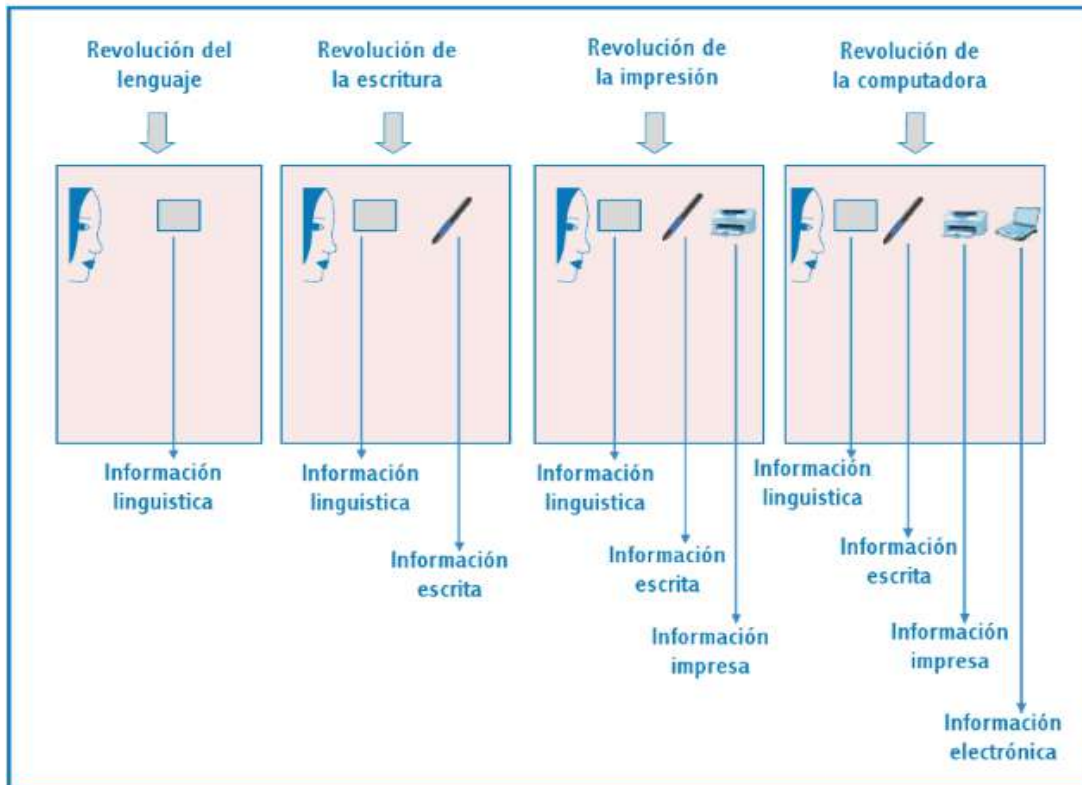 Revolución del
lenguaje
Revolución de
la escritura
Revolución de
la impresión
Revolución de
la computadora
Información
linguistica
Información
linguistica
Información
escrita
Información
linguistica
Información
escrita
Información
impresa
Información
linguistica
Información
escrita
Información
impresa
Información
electrónica